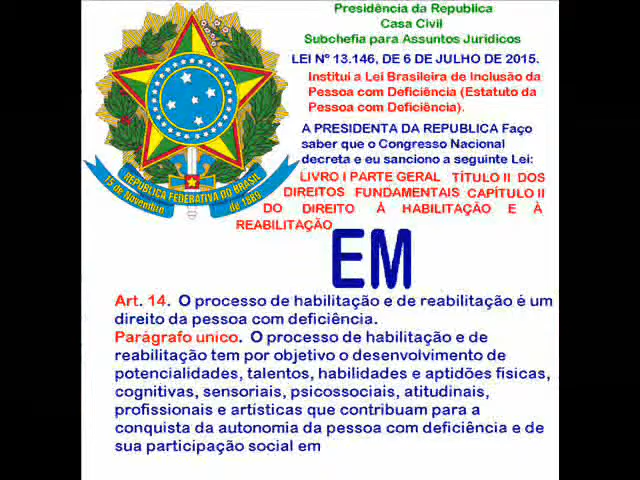 Presidência da Republica
Casa Civil
Subchefia para Assuntos Juridicos
LEI Nº 13.146, DE 6 DE JULHO DE 2015.
Institui a Lei Brasileira de Inclusão da
Pessoa com Deficiência (Estatuto da
Pessoa com Deficiência).
A PRESIDENTA DA REPUBLICA Faço
saber que o Congresso Nacional
decreta e eu sanciono a seguinte Lei:
LIVRO I PARTE GERAL TÍTULO II DOS
DIREITOS FUNDAMENTAIS CAPÍTULO II
DO DIREITO À HABILITAÇÃO E À
REABILITAÇÃO
REPUBLICA FEDERATIVA DO BRASIL
15 de Novembro de 1889
EM
Art. 14. O processo de habilitação e de reabilitação é um
direito da pessoa com deficiência.
Parágrafo unico. O processo de habilitação e de
reabilitação tem por objetivo o desenvolvimento de
potencialidades, talentos, habilidades e aptidões físicas,
cognitivas, sensoriais, psicossociais, atitudinais,
profissionais e artísticas que contribuam para a
conquista da autonomia da pessoa com deficiência e de
sua participação social em